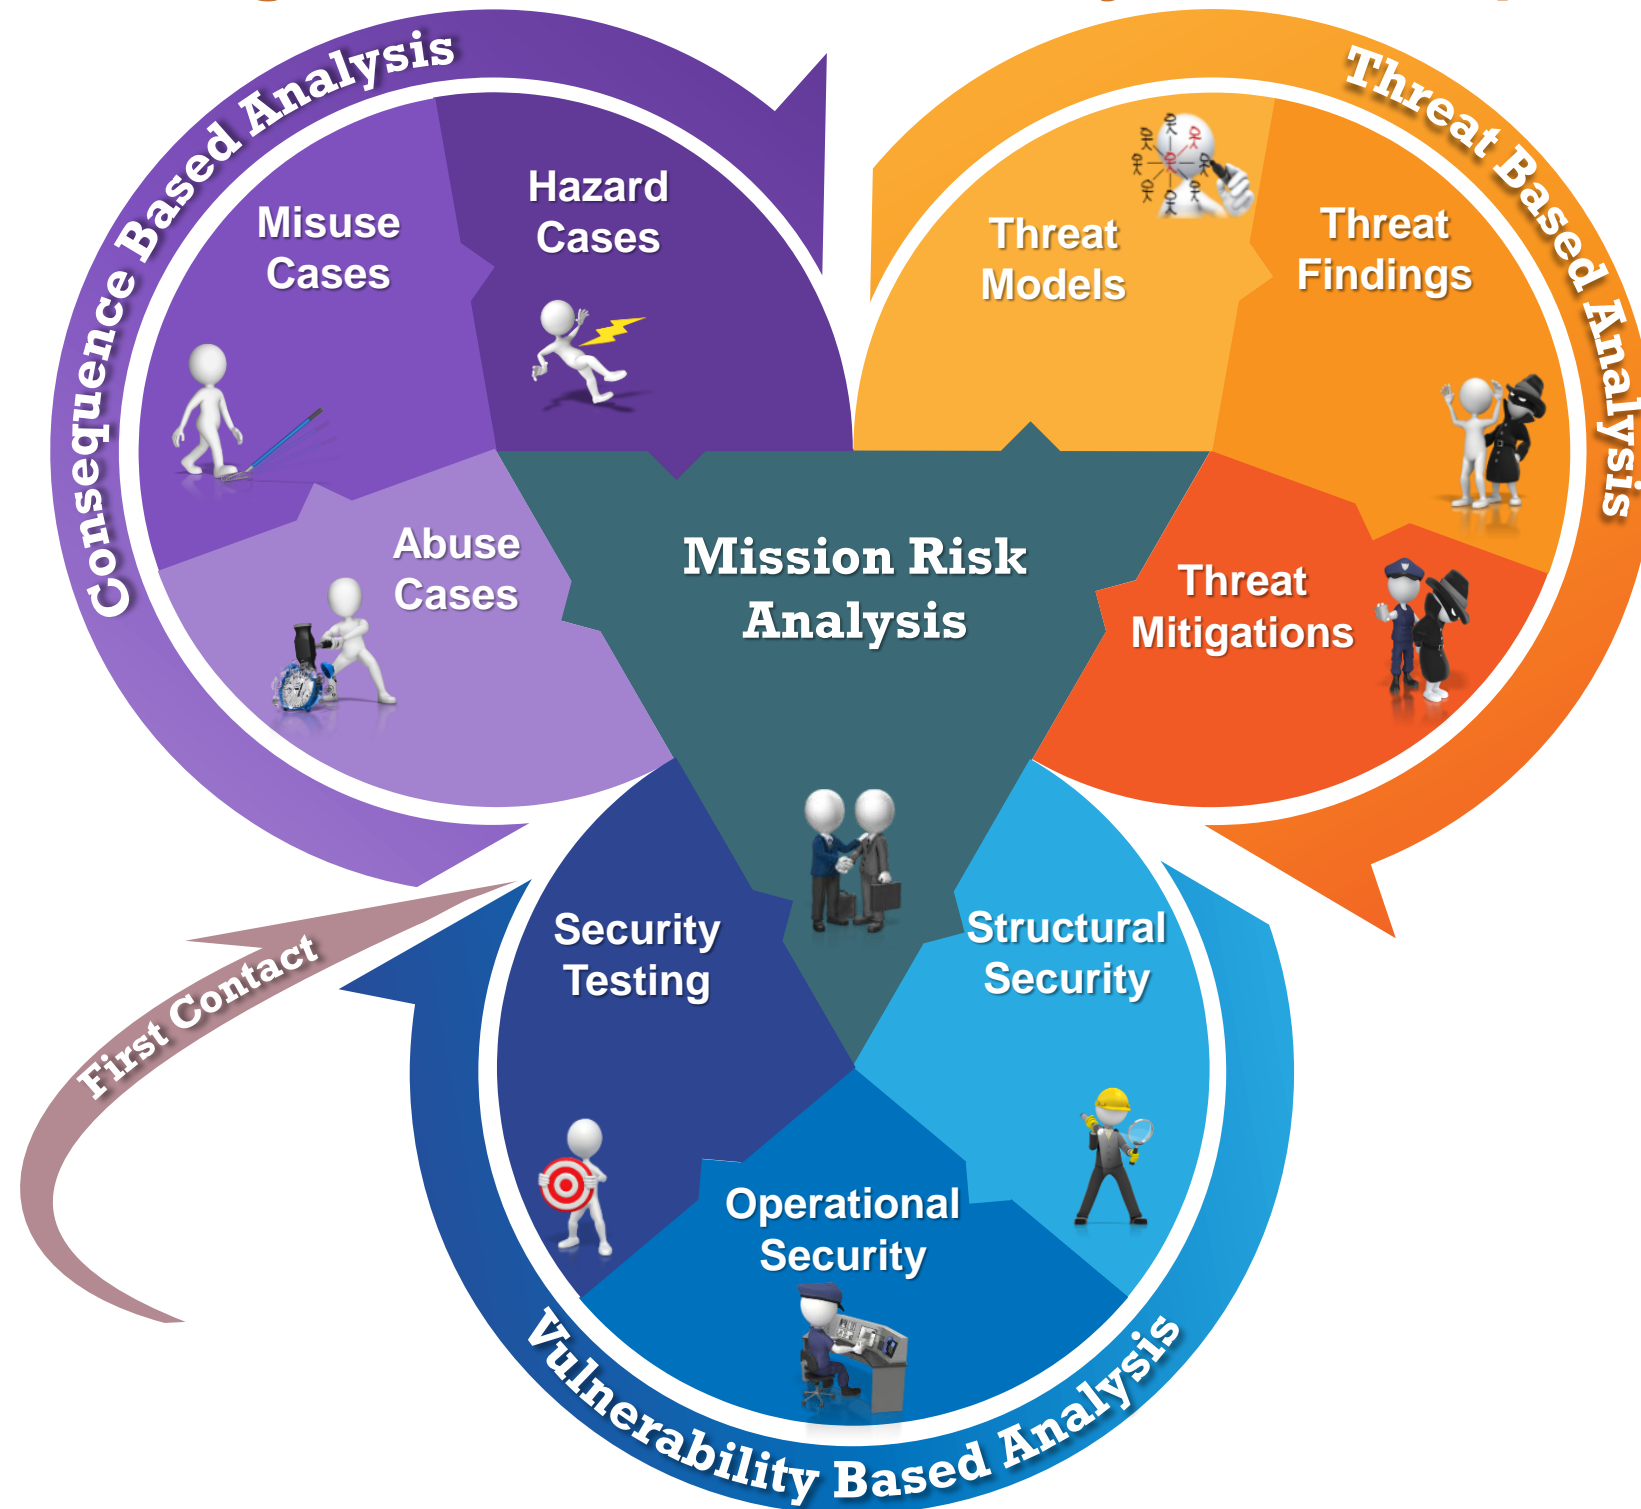 Consequence Based Analysis
Misuse
Cases
Hazard
Cases
Abuse
Cases
Threat Based Analysis
Threat
Models
Threat
Findings
Threat
Mitigations
Mission Risk
Analysis
First Contact
Security
Testing
Structural
Security
Operational
Security
Vulnerability Based Analysis